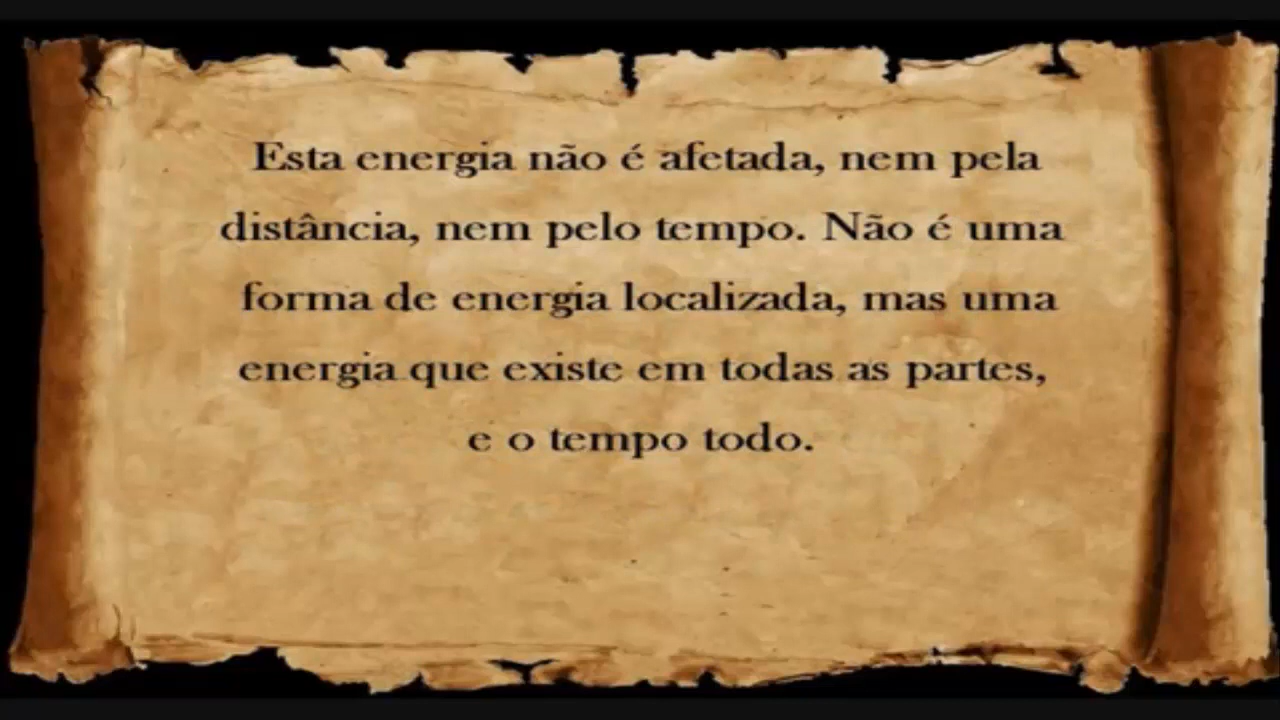 Esta energia não é afetada, nem pela
distância, nem pelo tempo. Não é uma
forma de energia localizada, mas uma
energia que existe em todas as partes,
e o tempo todo.